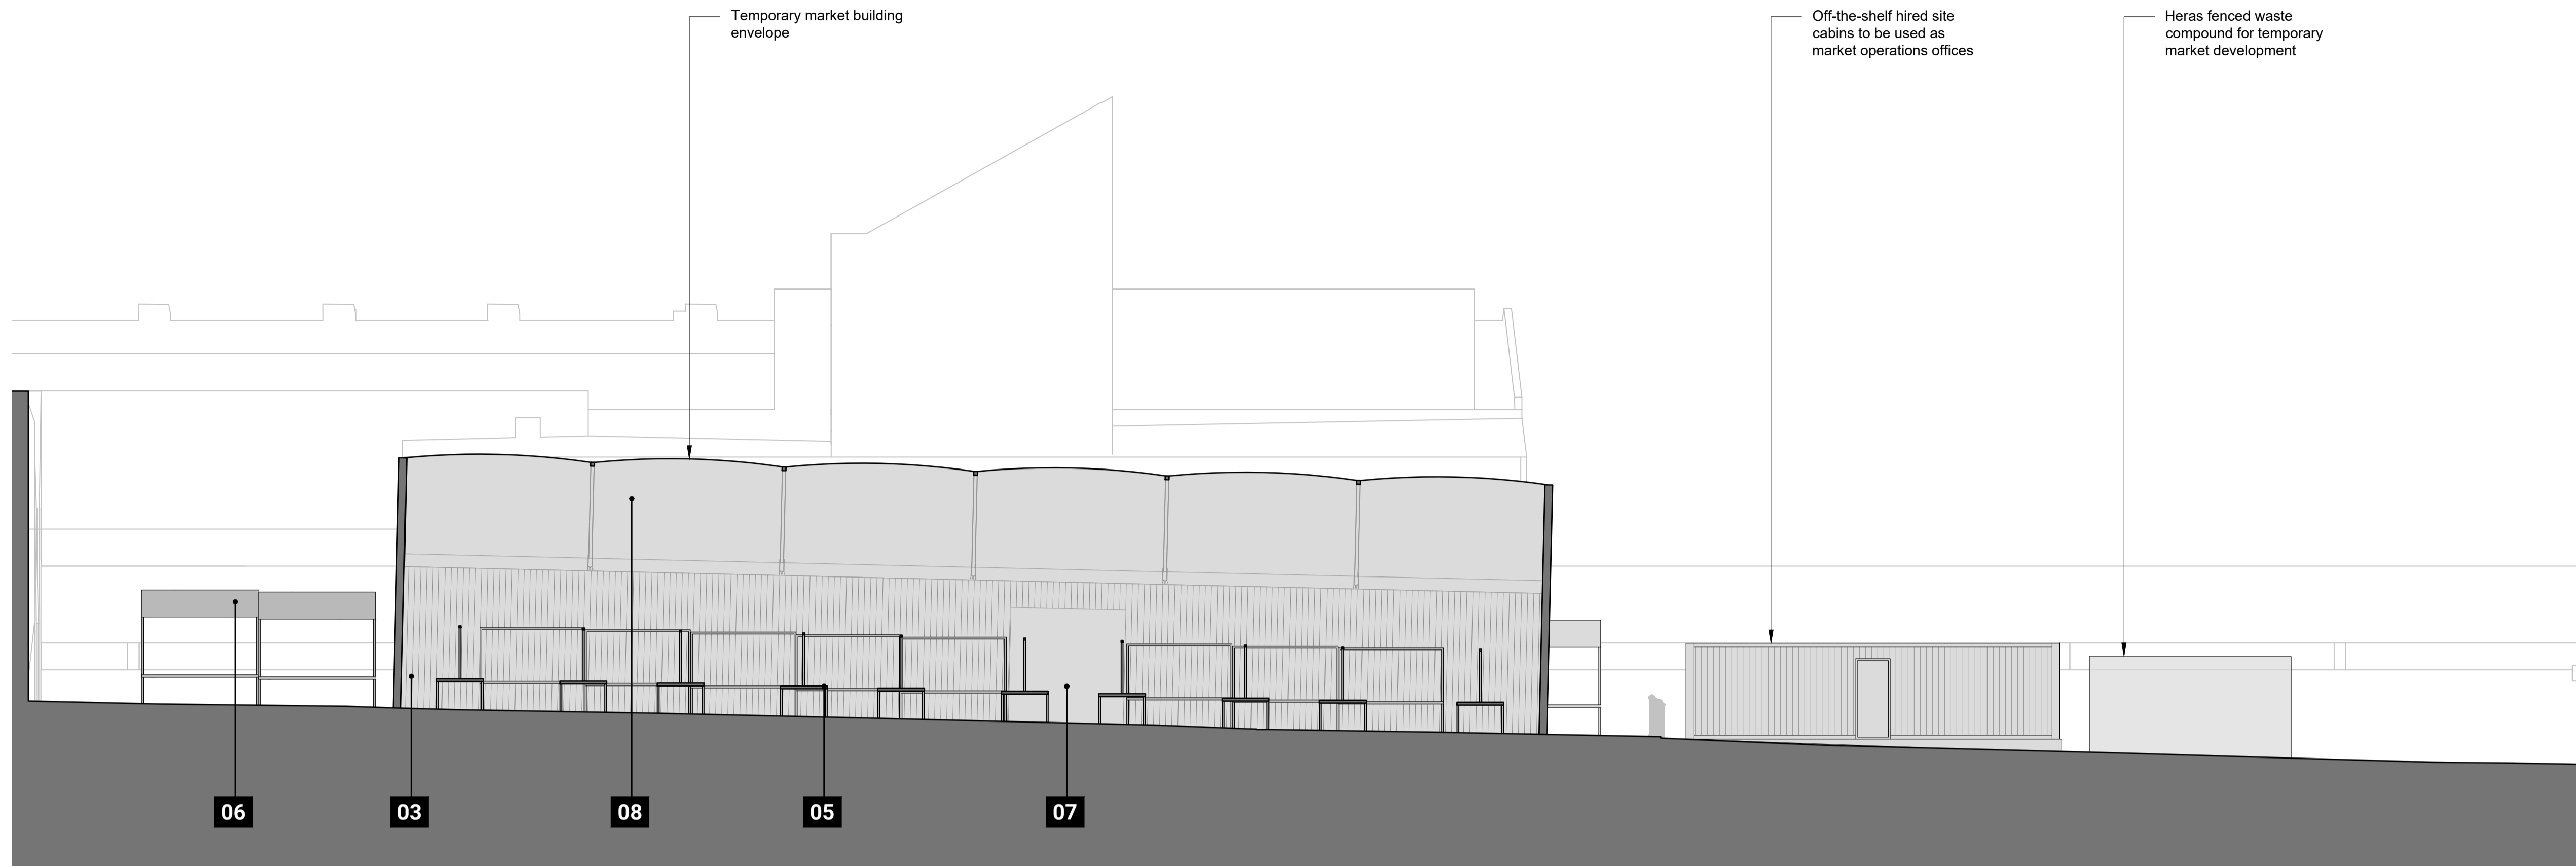 Temporary market building
envelope
Off-the-shelf hired site
cabins to be used as
market operations offices
Heras fenced waste
compound for temporary
market development
06
03
08
05
07